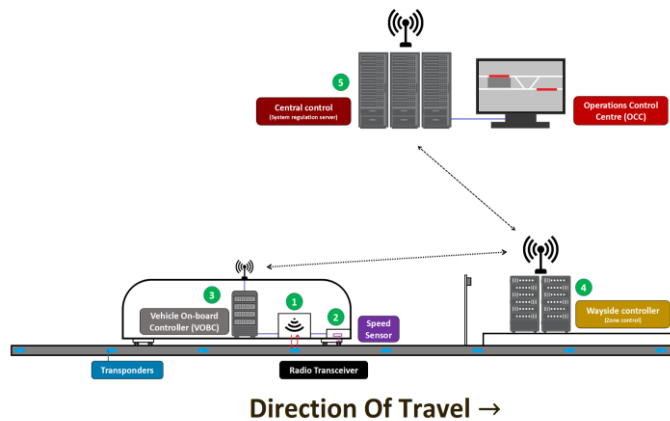 5
Central control
(System regulation server)
Operations Control
Centre (OCC)
3
1
2
4
Vehicle On-board
Controller (VOBC)
Speed
Sensor
Wayside controller
(Zone control)
Transponders
Radio Transceiver
Direction Of Travel →